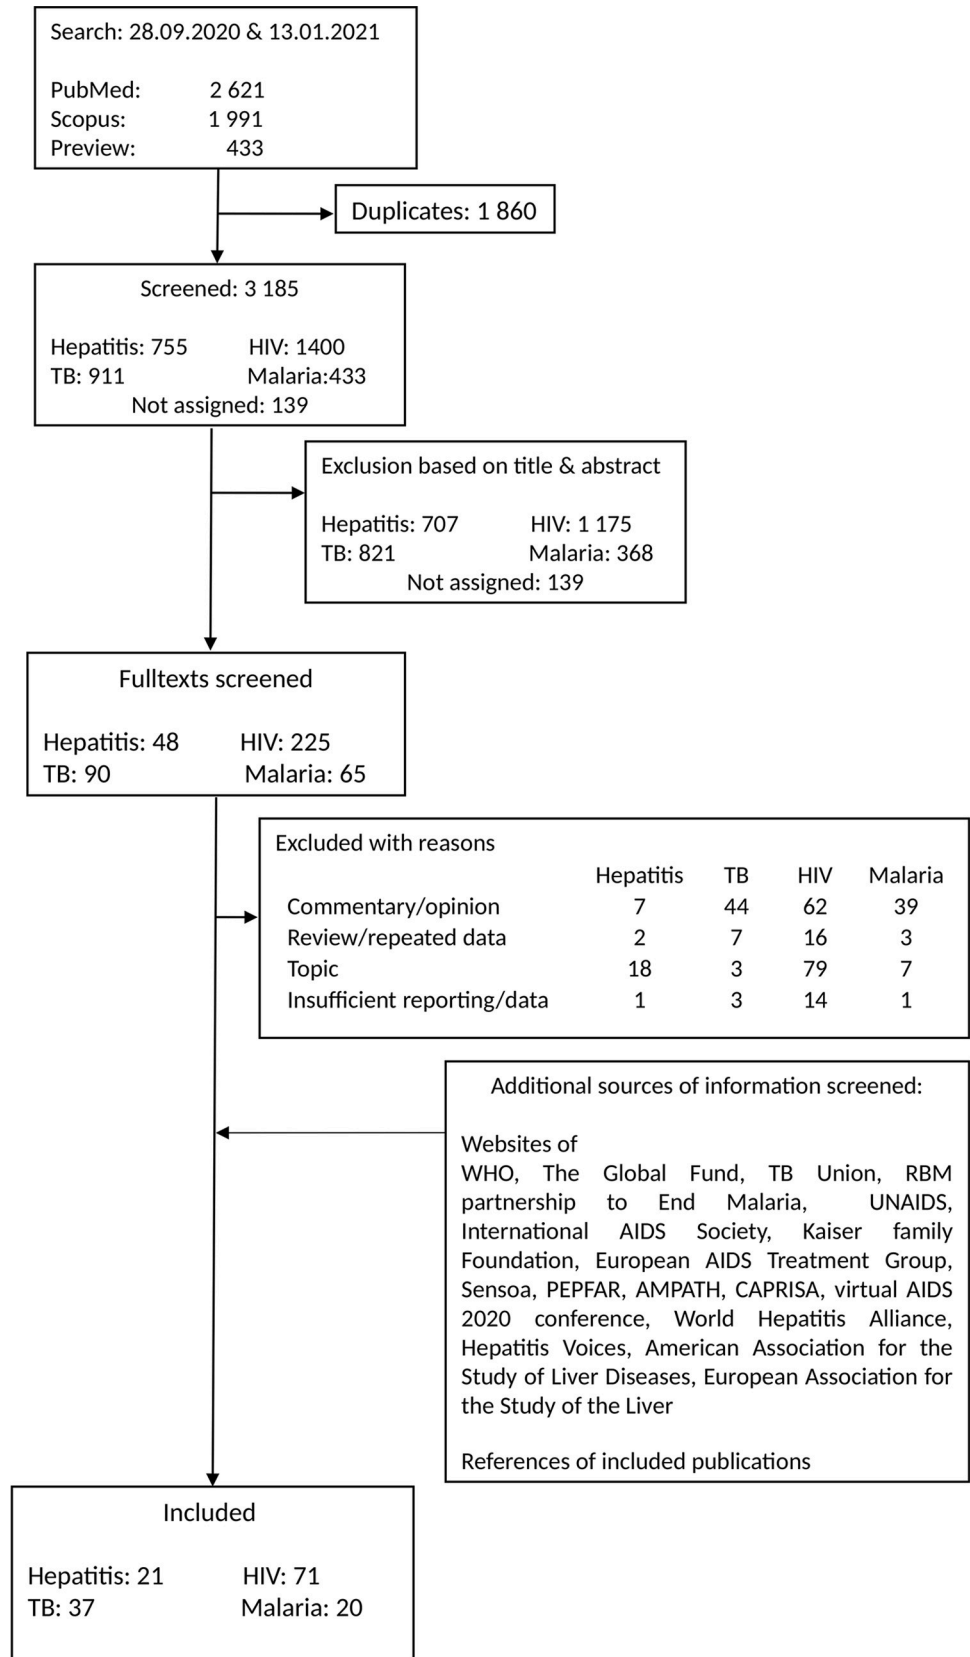 Search: 28.09.2020 & 13.01.2021
PubMed: 2 621
Scopus: 1 991
Preview: 433
Duplicates: 1 860
Screened: 3 185
Hepatitis: 755 HIV: 1400
TB: 911 Malaria:433
Not assigned: 139
Exclusion based on title & abstract
Hepatitis: 707 HIV: 1 175
TB: 821 Malaria: 368
Not assigned: 139
Fulltexts screened
Hepatitis: 48 HIV: 225
TB: 90 Malaria: 65
Excluded with reasons
Hepatitis TB HIV Malaria
Commentary/opinion 7 44 62 39
Review/repeated data 2 7 16 3
Topic 18 3 79 7
Insufficient reporting/data 1 3 14 1
Additional sources of information screened:
Websites of
WHO, The Global Fund, TB Union, RBM
partnership to End Malaria, UNAIDS,
International AIDS Society, Kaiser family
Foundation, European AIDS Treatment Group,
Sensoa, PEPFAR, AMPATH, CAPRISA, virtual AIDS
2020 conference, World Hepatitis Alliance,
Hepatitis Voices, American Association for the
Study of Liver Diseases, European Association for
the Study of the Liver
References of included publications
Included
Hepatitis: 21 HIV: 71
TB: 37 Malaria: 20